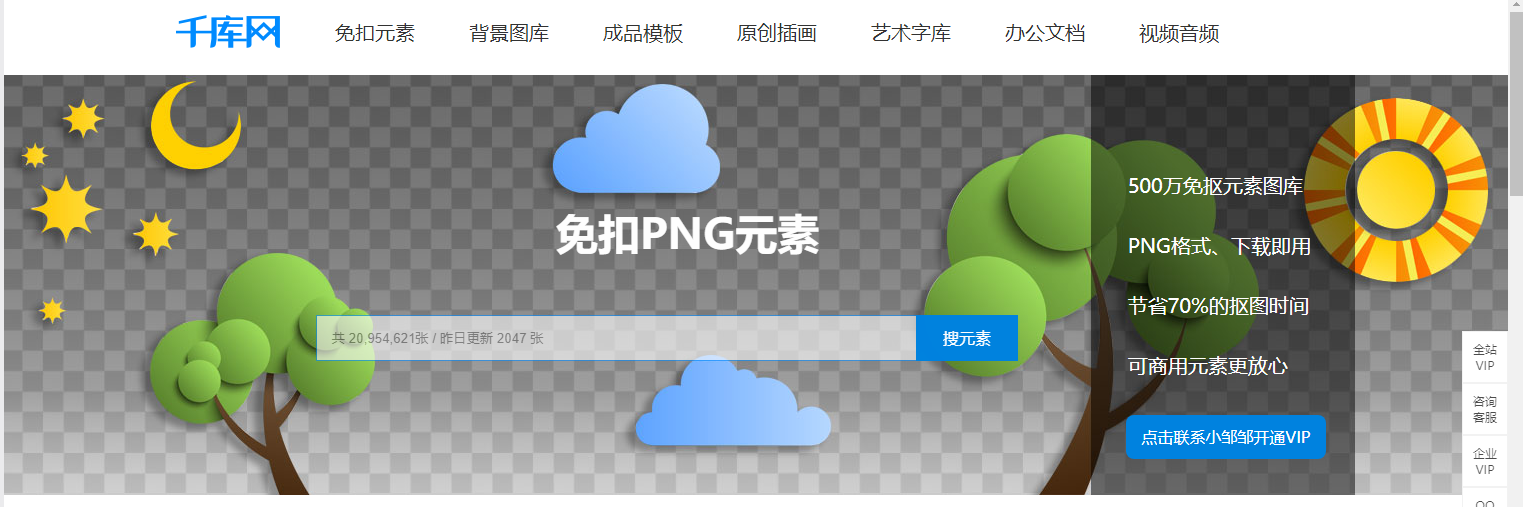 千库网
免扣元素 背景图库 成品模板 原创插画 艺术字库 办公文档 视频音频
免扣PNG元素
共 20,954,621张 / 昨日更新 2047 张
搜元素
500万免抠元素图库
PNG格式、下载即用
节省70%的抠图时间
可商用元素更放心
点击联系小邹邹开通VIP
全站
VIP
咨询
客服
企业
VIP